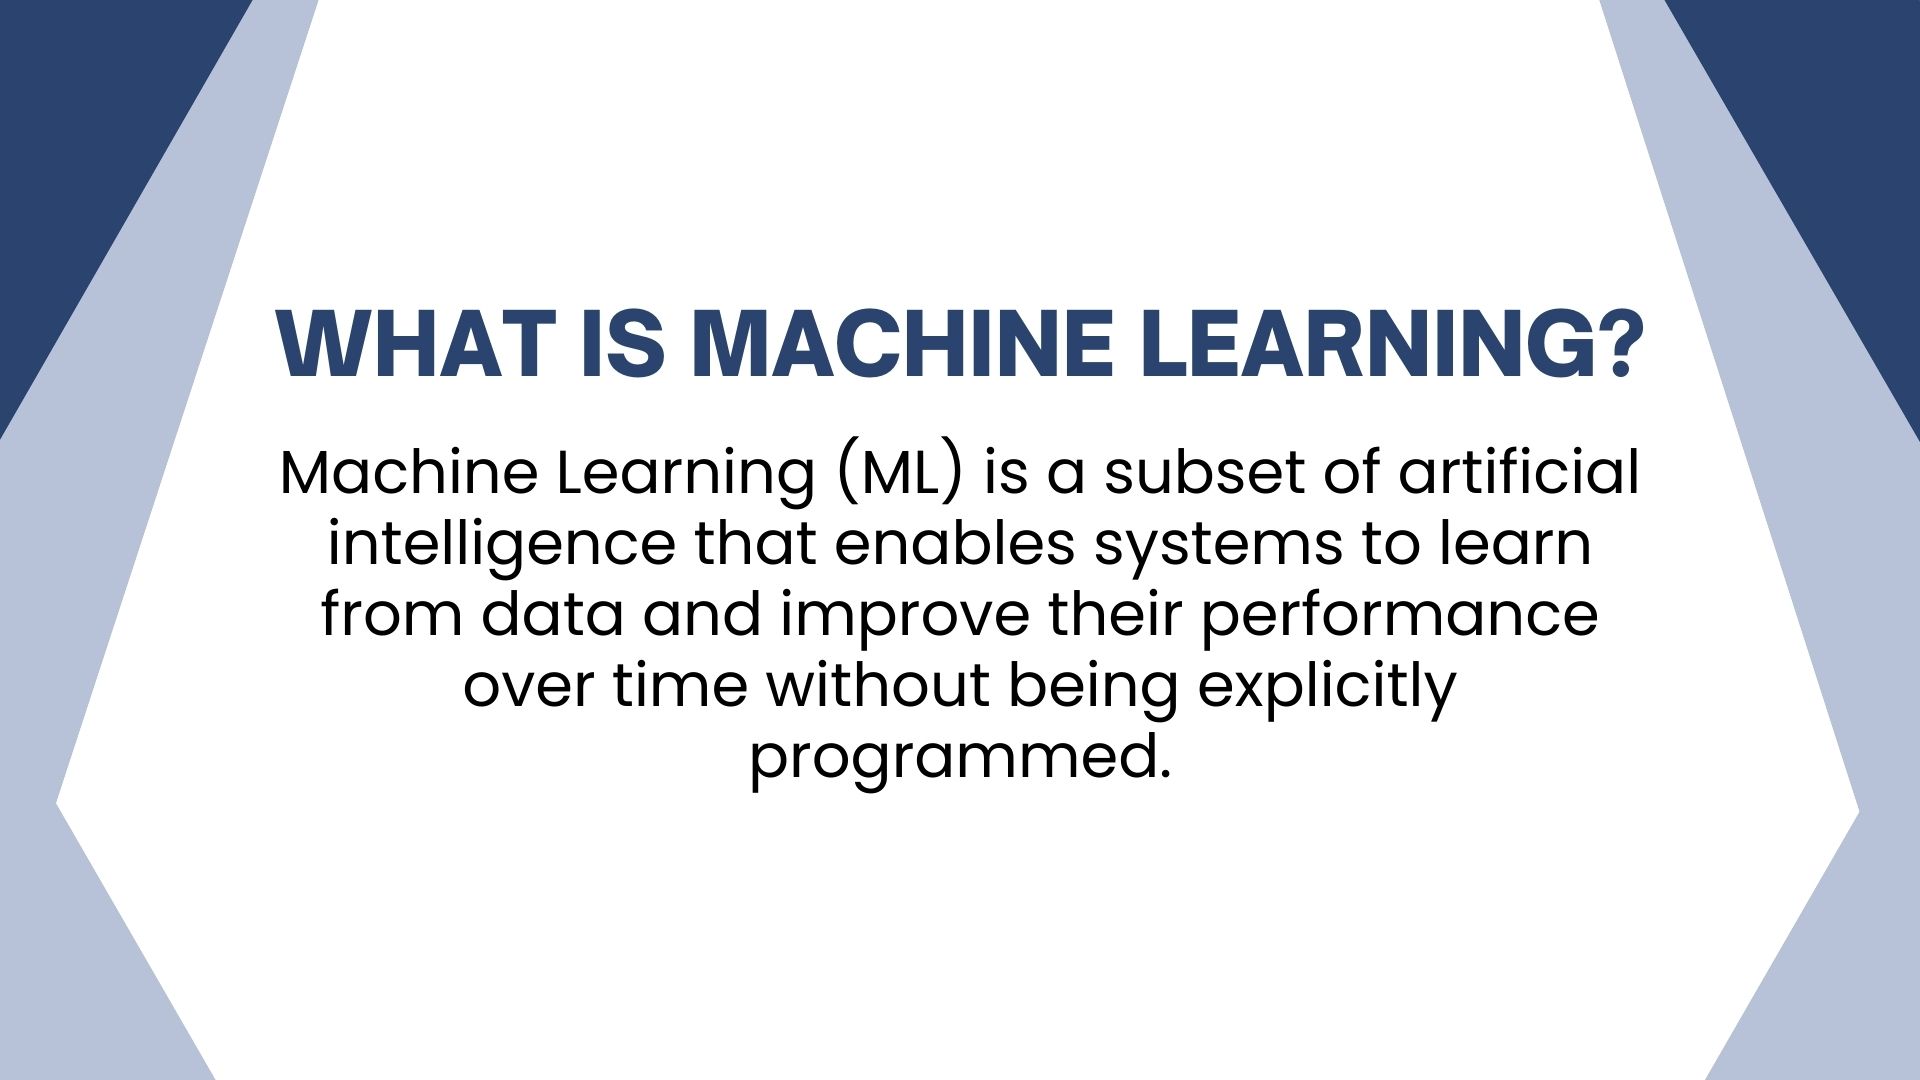 WHAT IS MACHINE LEARNING?
Machine Learning (ML) is a subset of artificial
intelligence that enables systems to learn
from data and improve their performance
over time without being explicitly
programmed.